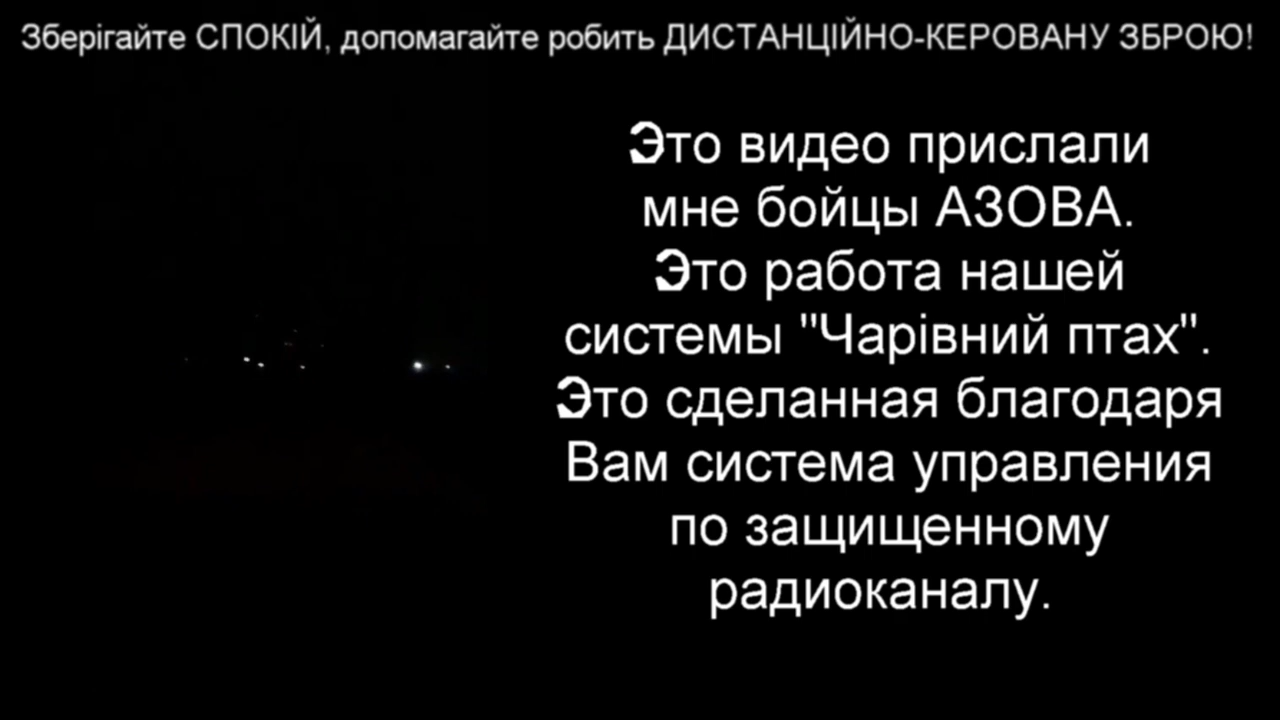 Зберігайте СПОКІЙ, допомагайте робить ДИСТАНЦІЙНО-КЕРОВАНУ ЗБРОЮ!
Это видео прислали
мне бойцы АЗОВА.
Это работа нашей
системы "Чарівний птах".
Это сделанная благодаря
Вам система управления
по защищенному
радиоканалу.